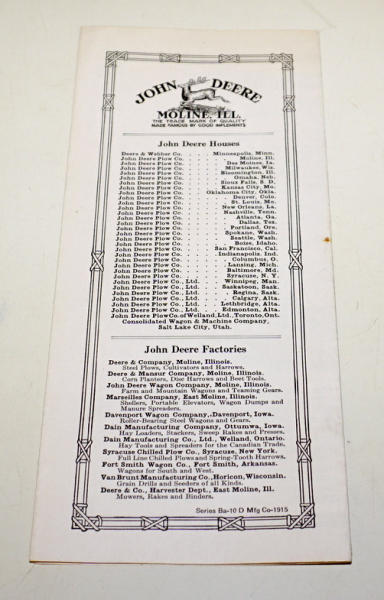 JOHN DEERE
MOLINE, ILL.
THE TRADE MARK OF QUALITY
MADE FAMOUS BY GOOD IMPLEMENTS
John Deere Houses
Deere & Webber Co. . . . . Minneapolis, Minn.
John Deere Plow Co. . . . . Moline, Ill.
John Deere Plow Co. . . . . Des Moines, Ia.
John Deere Plow Co. . . . . Milwaukee, Wiz.
John Deere Plow Co. . . . . Bloomington, Ill.
John Deere Plow Co. . . . . Omaha, Neb.
John Deere Plow Co. . . . . Sioux Falls S. D.
John Deere Plow Co. . . . . Kansas City, Mo.
John Deere Plow Co. . . . . Oklahoma City, Okla.
John Deere Plow Co. . . . . Denver, Colo.
John Deere Plow Co. . . . . St. Louis, Mo.
John Deere Plow Co. . . . . New Orleans, La.
John Deere Plow Co. . . . . Nashville, Tenn.
John Deere Plow Co. . . . . Atlanta, Ga.
John Deere Plow Co. . . . . Dallas, Tex.
John Deere Plow Co. . . . . Portland, Ore.
John Deere Plow Co. . . . . Spokane, Wash.
John Deere Plow Co. . . . . Seattle, Wash.
John Deere Plow Co. . . . . Boise, Idaho.
John Deere Plow Co. . . . . San Francisco, Cal.
John Deere Plow Co. . . . . Indianapolis, Ind.
John Deere Plow Co. . . . . Columbus, O.
John Deere Plow Co. . . . . Lansing, Mich.
John Deere Plow Co. . . . . Baltimore, Md.
John Deere Plow Co. . . . . Syracuse, N. Y.
John Deere Plow Co., Ltd. . . . . Winnipeg, Man.
John Deere Plow Co., Ltd. . . . . Saskatoon, Sask.
John Deere Plow Co., Ltd. . . . . Regina, Sask.
John Deere Plow Co., Ltd. . . . . Calgary, Alta.
John Deere Plow Co., Ltd. . . . . Lethbridge, Alta.
John Deere Plow Co., Ltd. . . . . Edmonton, Alta.
John Deere Plow Co. of Welland, Ltd., Toronto, Ont.
Consolidated Wagon & Machine Company,
Salt Lake City, Utah.
John Deere Factories
Deere & Company, Moline, Illinois.
Steel Plows, Cultivators and Harrows.
Deere & Mansur Company, Moline, Illinois.
Corn Planters, Disc Harrows and Beet Tools.
John Deere Wagon Company, Moline, Illinois.
Farm and Mountain Wagons and Teaming Gears.
Marseilles Company, East Moline, Illinois.
Shellers, Portable Elevators, Wagon Dumps and
Manure Spreaders.
Davenport Wagon Company, Davenport, Iowa.
Roller-Bearing Steel Wagons and Gears.
Dain Manufacturing Company, Ottumwa, Iowa.
Hay Loaders, Stackers, Sweep Rakes and Presses.
Dain Manufacturing Co., Ltd., Welland, Ontario.
Hay Tools and Spreaders for the Canadian Trade.
Syracuse Chilled Plow Co., Syracuse, New York.
Full Line Chilled Plows and Spring-Tooth Harrows.
Fort Smith Wagon Co., Fort Smith, Arkansas.
Wagons for South and West.
Van Brunt Manufacturing Co., Horicon, Wisconsin.
Grain Drills and Seeders of all Kinds.
Deere & Co., Harvester Dept., East Moline, Ill.
Mowers, Rakes and Binders.
Series Ba-10 D Mfg Co-1915